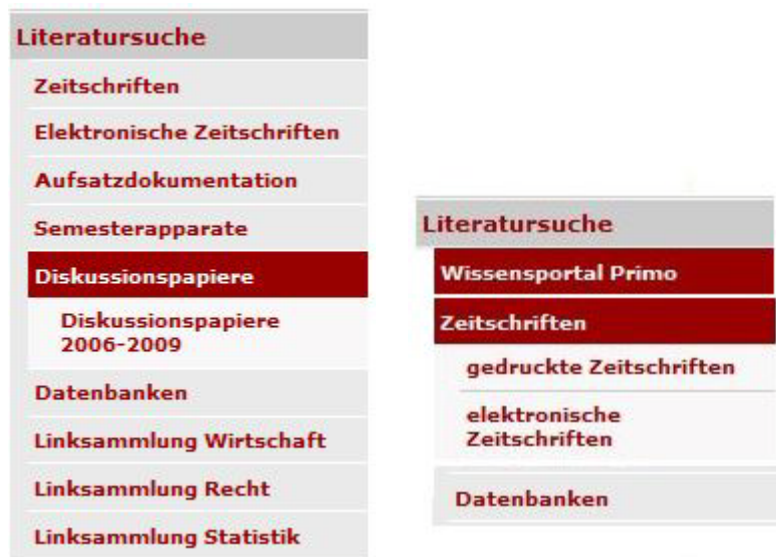 Literatursuche
Zeitschriften
Elektronische Zeitschriften
Aufsatzdokumentation
Semesterapparate
Diskussionspapiere
Diskussionspapiere
2006-2009
Datenbanken
Linksammlung Wirtschaft
Linksammlung Recht
Linksammlung Statistik
Literatursuche
Wissensportal Primo
Zeitschriften
gedruckte Zeitschriften
elektronische
Zeitschriften
Datenbanken